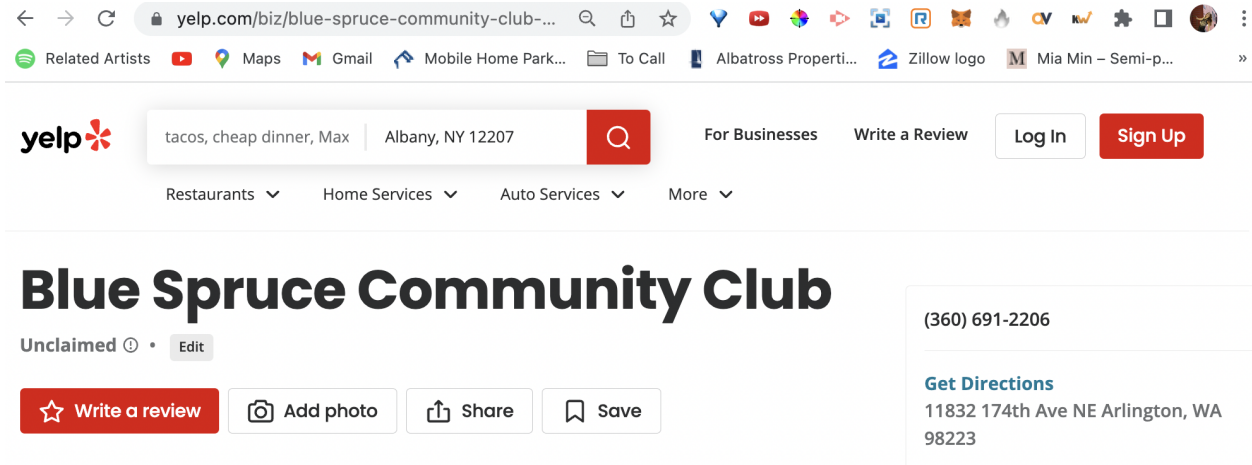 yelp.com/biz/blue-spruce-community-club-...
Related Artists Maps Gmail Mobile Home Park... To Call Albatross Properti... Zillow logo M Mia Min – Semi-p... »
yelp tacos, cheap dinner, Max Albany, NY 12207 For Businesses Write a Review Log In Sign Up
Restaurants Home Services Auto Services More
Blue Spruce Community Club
Unclaimed • Edit
(360) 691-2206
Write a review Add photo Share Save
Get Directions
11832 174th Ave NE Arlington, WA
98223